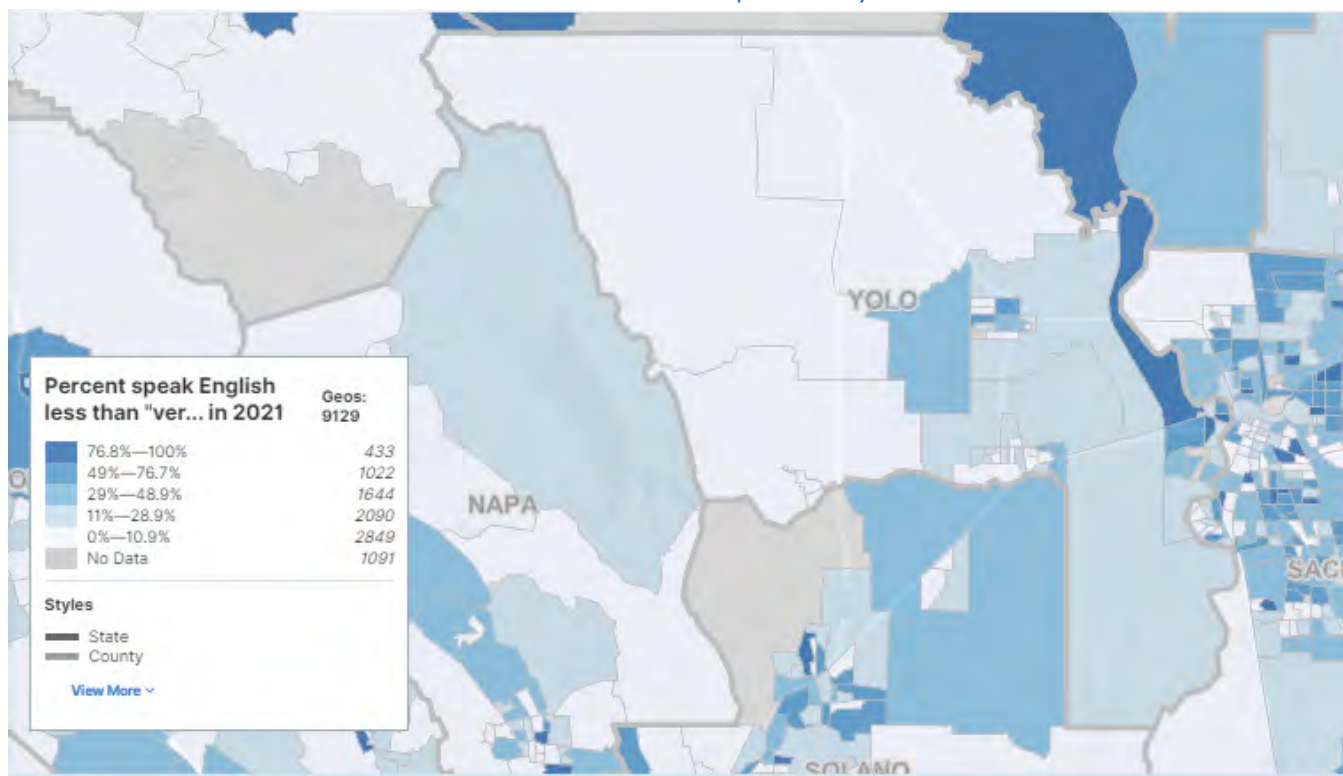 YOLO
Percent speak English
less than "ver... in 2021
Geos:
9129
76.8%—100% 433
49%—76.7% 1022
29%—48.9% 1644
11%—28.9% 2090
0%—10.9% 2849
No Data 1091
NAPA
SAC
Styles
State
County
View More
SOLANO